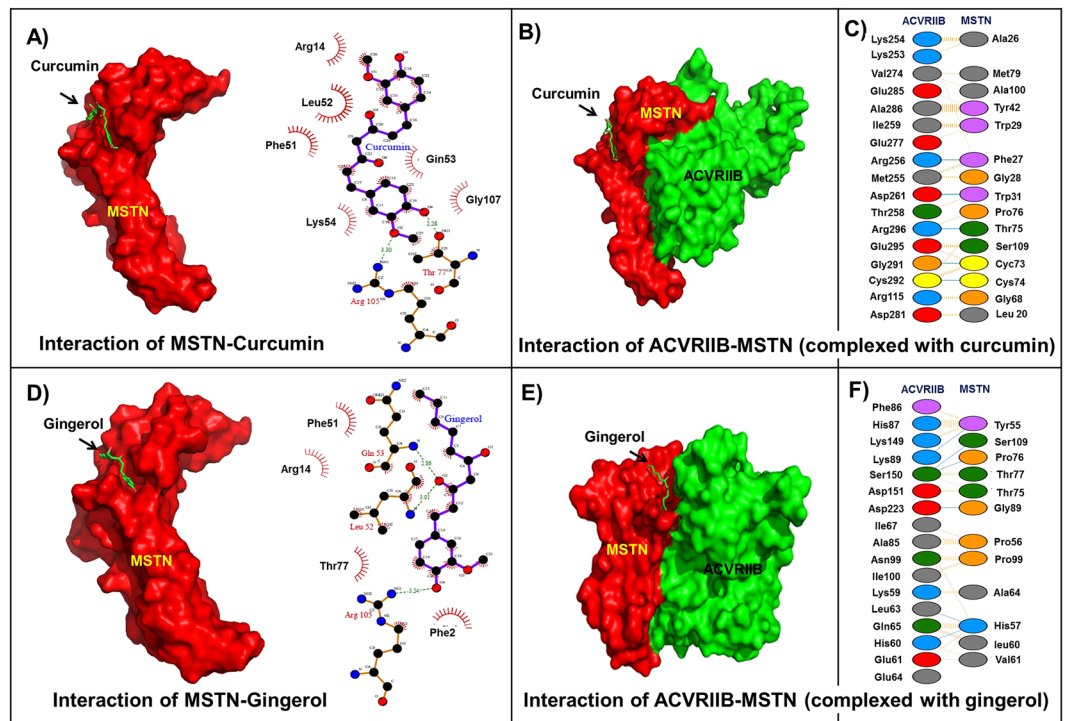 A)
Curcumin
MSTN
Arg14
Leu52
Phe51
Curcumin
Gin53
Gly107
Lys54
2.28
3.30
Thr 77
Arg 105
Interaction of MSTN-Curcumin
B)
Curcumin
MSTN
ACVRIIB
Interaction of ACVRIIB-MSTN (complexed with curcumin)
C)
ACVRIIB MSTN
Lys254 Ala26
Lys253
Val274 Met79
Glu285 Ala100
Ala286 Tyr42
Ile259 Trp29
Glu277
Arg256 Phe27
Met255 Gly28
Asp261 Trp31
Thr258 Pro76
Arg296 Thr75
Glu295 Ser109
Gly291 Cyc73
Cys292 Cys74
Arg115 Gly68
Asp281 Leu 20
D)
Gingerol
MSTN
Phe51
Gingerol
Gln 53
Arg14
2.86
3.01
Leu 52
Thr77
3.24
Arg 105
Phe2
Interaction of MSTN-Gingerol
E)
Gingerol
MSTN
ACVRIIB
Interaction of ACVRIIB-MSTN (complexed with gingerol)
F)
ACVRIIB MSTN
Phe86
His87 Tyr55
Lys149 Ser109
Lys89 Pro76
Ser150 Thr77
Asp151 Thr75
Asp223 Gly89
Ile67
Ala85 Pro56
Asn99 Pro99
Ile100
Lys59 Ala64
Leu63
Gln65 His57
His60 leu60
Glu61 Val61
Glu64